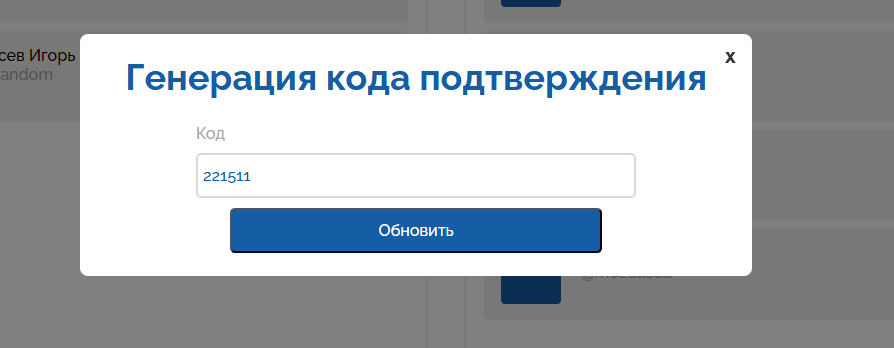 сев Игорь
andom
Генерация кода подтверждения
x
Код
221511
Обновить